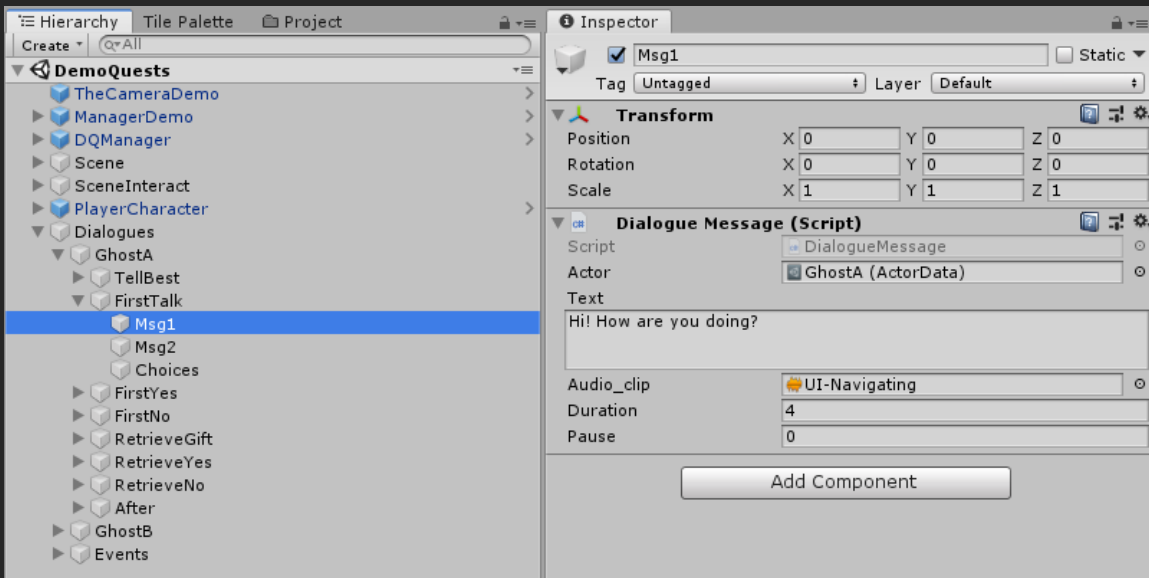 Hierarchy Tile Palette Project
Create All
DemoQuests
TheCameraDemo
ManagerDemo
DQManager
Scene
SceneInteract
PlayerCharacter
Dialogues
GhostA
TellBest
FirstTalk
Msg1
Msg2
Choices
FirstYes
FirstNo
RetrieveGift
RetrieveYes
RetrieveNo
After
GhostB
Events
Inspector
Msg1 Static
Tag Untagged Layer Default
Transform
Position X 0 Y 0 Z 0
Rotation X 0 Y 0 Z 0
Scale X 1 Y 1 Z 1
c# Dialogue Message (Script)
Script DialogueMessage
Actor GhostA (ActorData)
Text
Hi! How are you doing?
Audio_clip UI-Navigating
Duration 4
Pause 0
Add Component